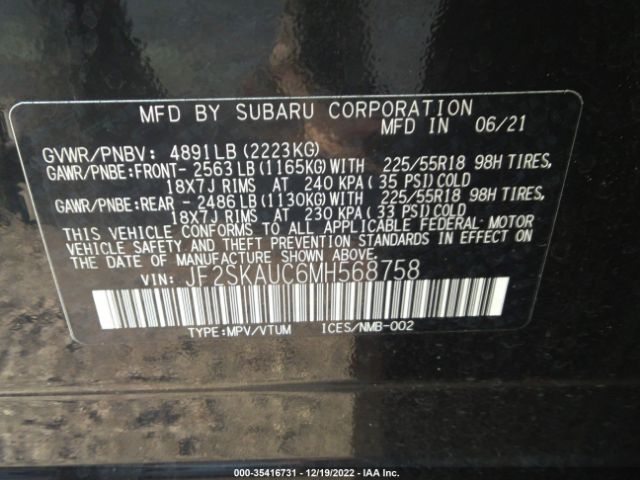 MFD BY SUBARU CORPORATION
MFD IN 06/21
GVWR/PNBV: 4891LB (2223KG)
GAWR/PNBE:FRONT- 2563LB (1165KG)WITH 225/55R18 98H TIRES,
18X7J RIMS AT 240 KPA( 35 PSI)COLD
GAWR/PNBE:REAR - 2486LB (1130KG)WITH 225/55R18 98H TIRES,
18X7J RIMS AT 230 KPA( 33 PSI)COLD
THIS VEHICLE CONFORMS TO ALL APPLICABLE FEDERAL MOTOR
VEHICLE SAFETY AND THEFT PREVENTION STANDARDS IN EFFECT ON
THE DATE OF MANUFACTURE SHOWN ABOVE.
VIN: JF2SKAUC6MH568758
TYPE:MPV/VTUM ICES/NMB-002
000-35416731 - 12/19/2022 - IAA Inc.